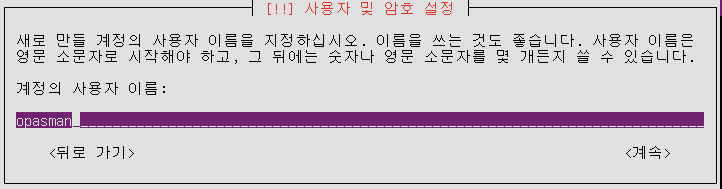 [!!] 사용자 및 암호 설정
새로 만들 계정의 사용자 이름을 지정하십시오. 이름을 쓰는 것도 좋습니다. 사용자 이름은
영문 소문자로 시작해야 하고, 그 뒤에는 숫자나 영문 소문자를 몇 개든지 쓸 수 있습니다.
계정의 사용자 이름:
opasman
<뒤로 가기> <계속>